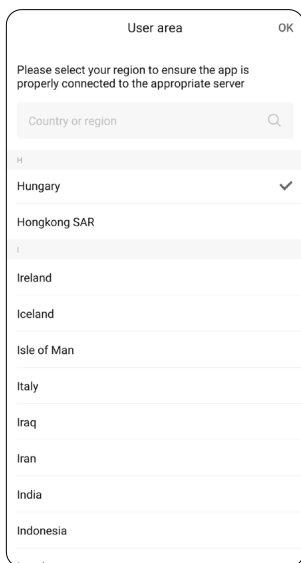 User area
OK
Please select your region to ensure the app is
properly connected to the appropriate server
Country or region
H
Hungary
Hongkong SAR
I
Ireland
Iceland
Isle of Man
Italy
Iraq
Iran
India
Indonesia